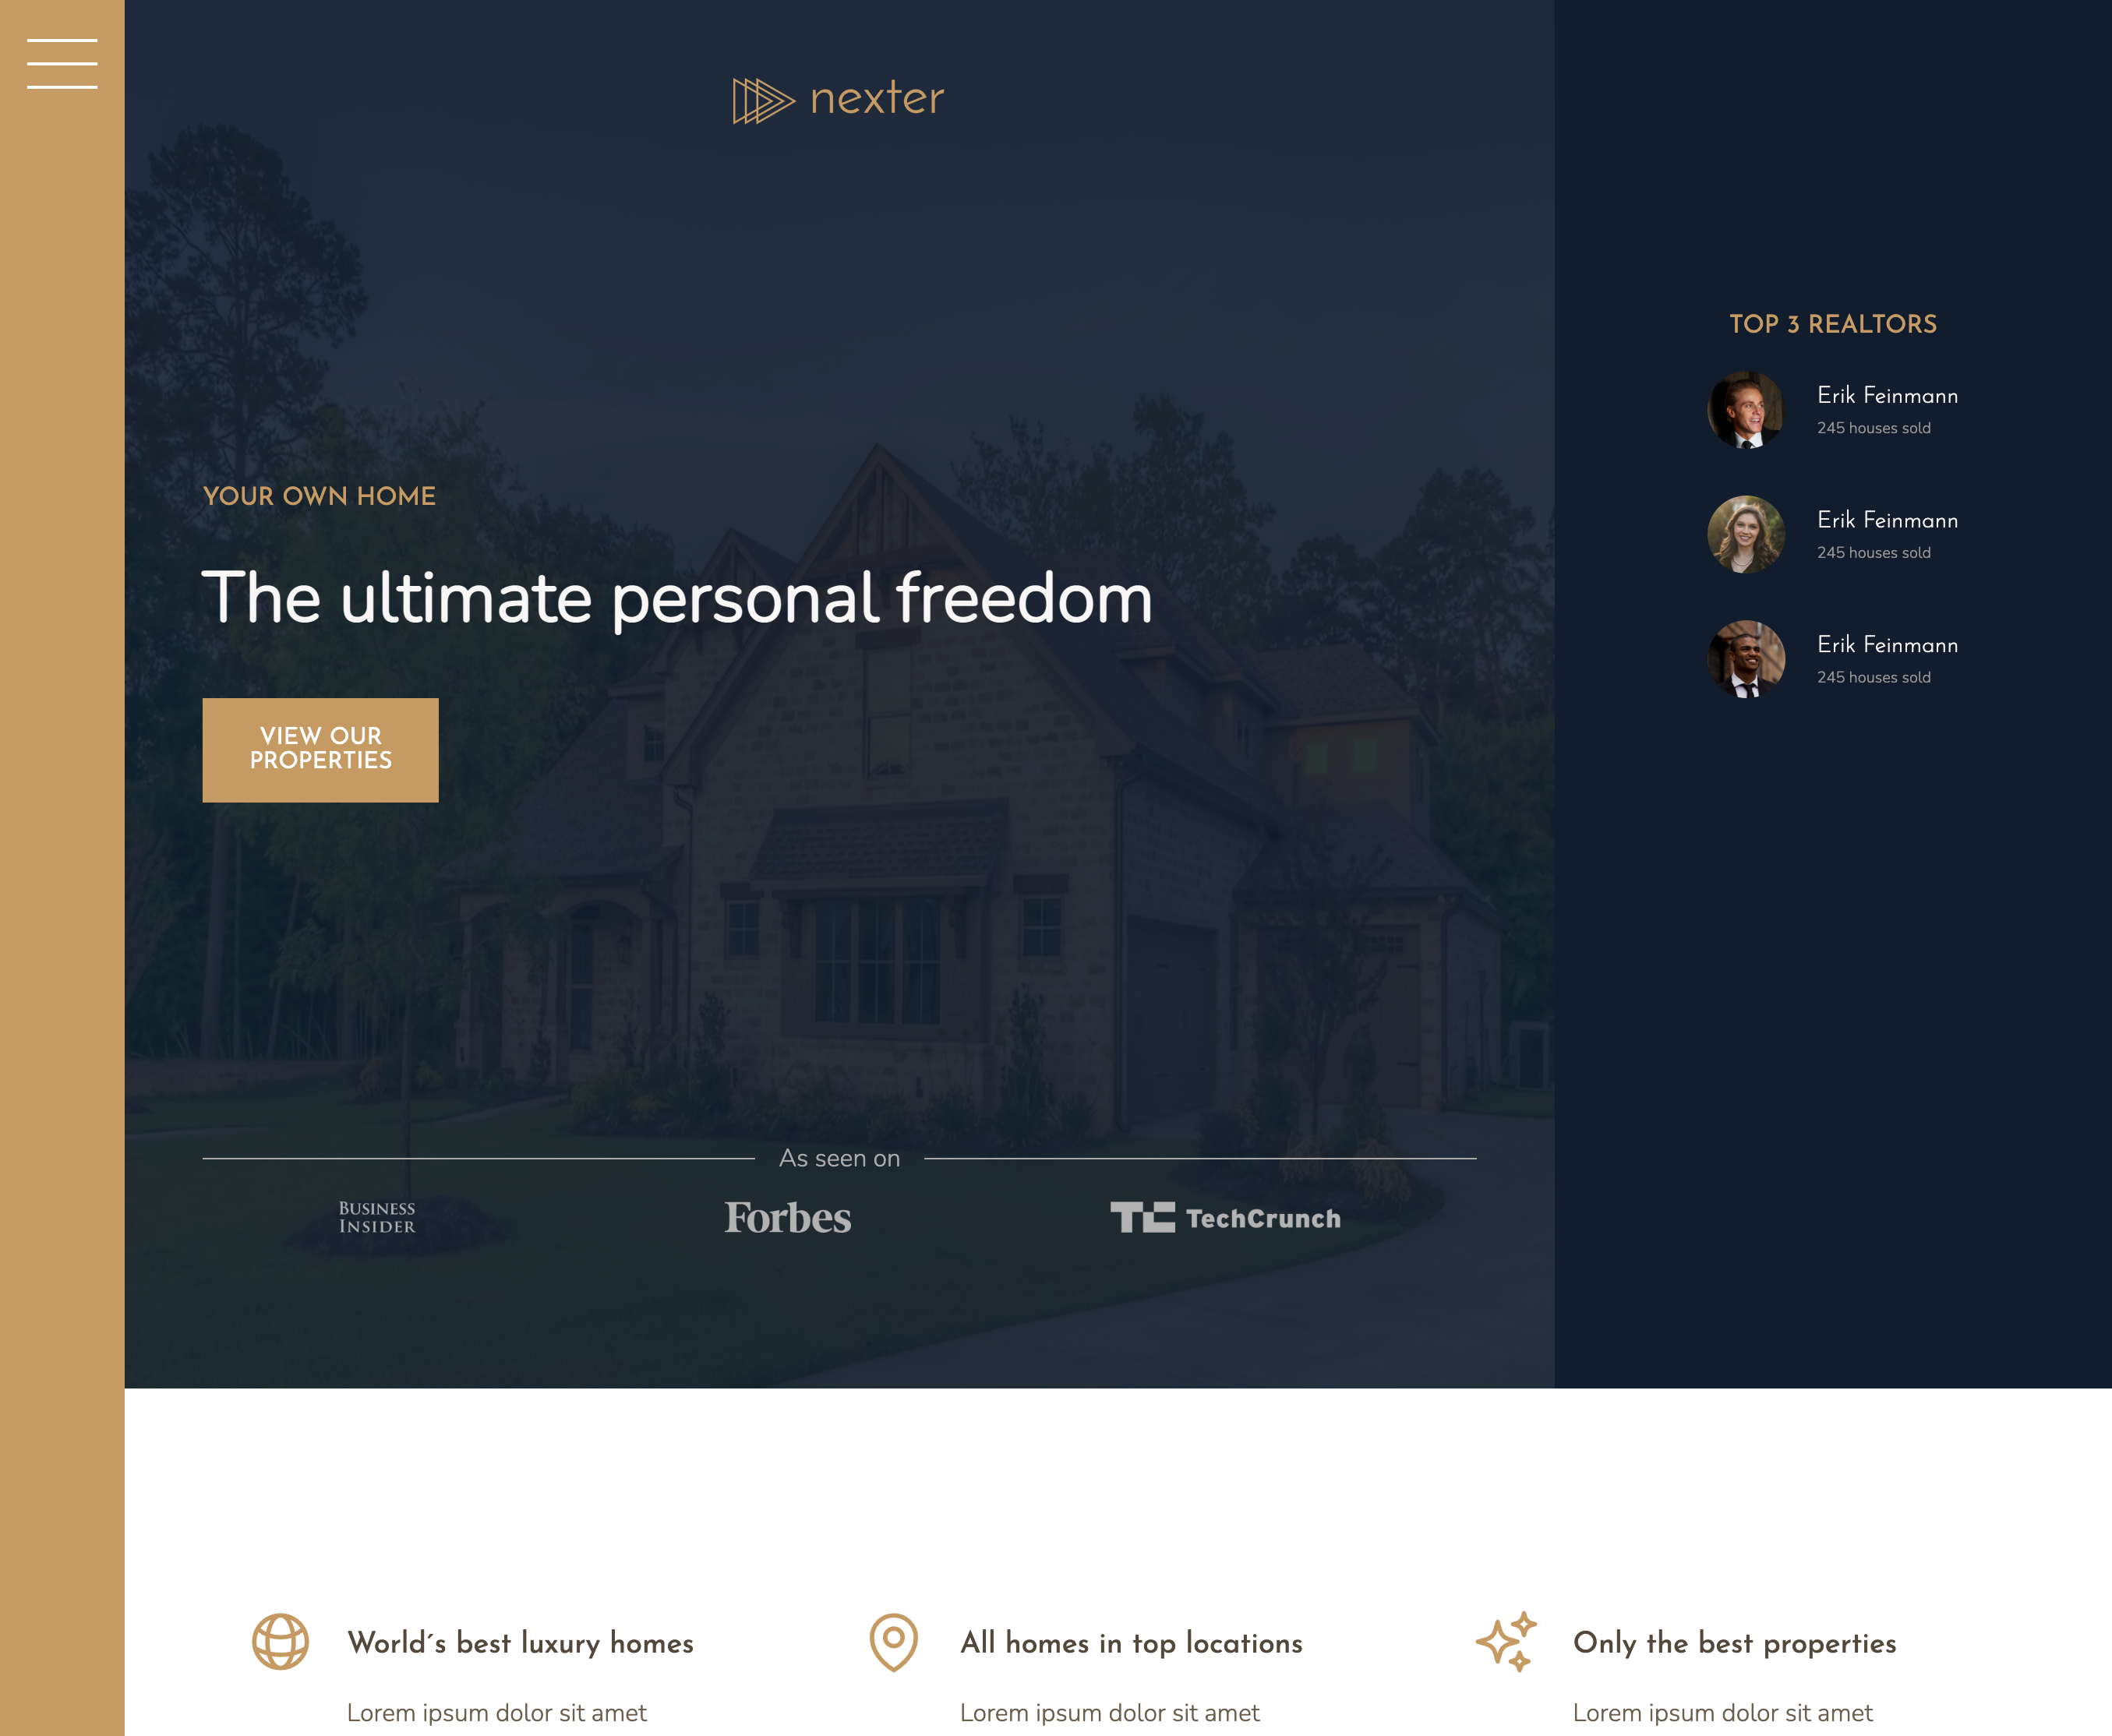 nexter
YOUR OWN HOME
The ultimate personal freedom
VIEW OUR
PROPERTIES
As seen on
BUSINESS
INSIDER
Forbes
TC TechCrunch
TOP 3 REALTORS
Erik Feinmann
245 houses sold
Erik Feinmann
245 houses sold
Erik Feinmann
245 houses sold
World´s best luxury homes
Lorem ipsum dolor sit amet
All homes in top locations
Lorem ipsum dolor sit amet
Only the best properties
Lorem ipsum dolor sit amet